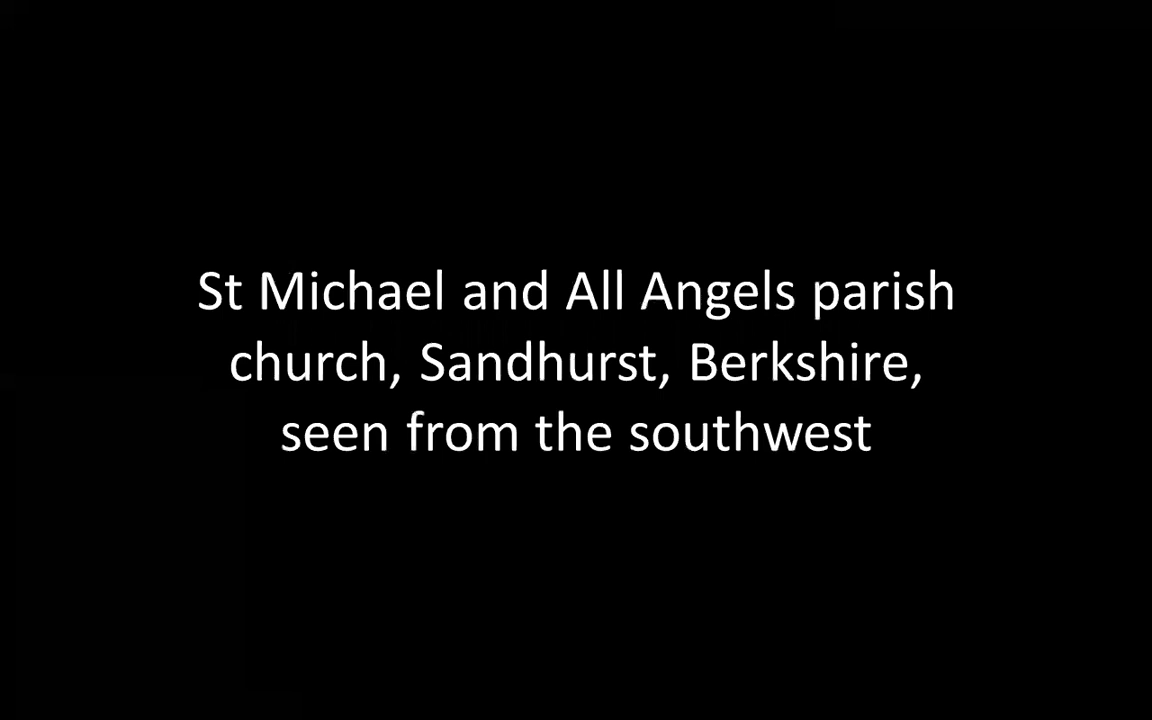 St Michael and All Angels parish
church, Sandhurst, Berkshire,
seen from the southwest